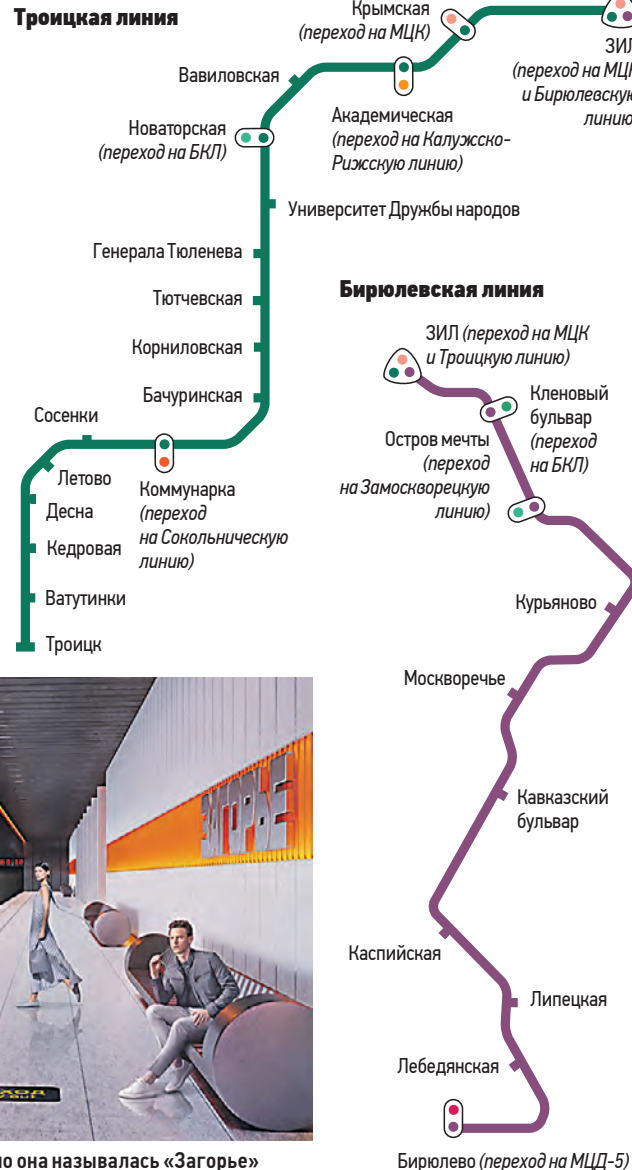 Троицкая линия
Крымская
(переход на МЦК)
ЗИЛ
(переход на МЦК
и Бирюлевскую
линию)
Вавиловская
Академическая
(переход на Калужско-
Рижскую линию)
Новаторская
(переход на БКЛ)
Университет Дружбы народов
Генерала Тюленева
Тютчевская
Корниловская
Бачуринская
Сосенки
Коммунарка
(переход
на Сокольническую
линию)
Летово
Десна
Кедровая
Ватутинки
Троицк
Бирюлевская линия
ЗИЛ (переход на МЦК
и Троицкую линию)
Кленовый
бульвар
(переход
на БКЛ)
Остров мечты
(переход
на Замоскворецкую
линию)
Курьяново
Москворечье
Кавказский
бульвар
Каспийская
Липецкая
Лебедянская
Бирюлево (переход на МЦД-5)
ЗАГОРЬЕ
она называлась «Загорье»